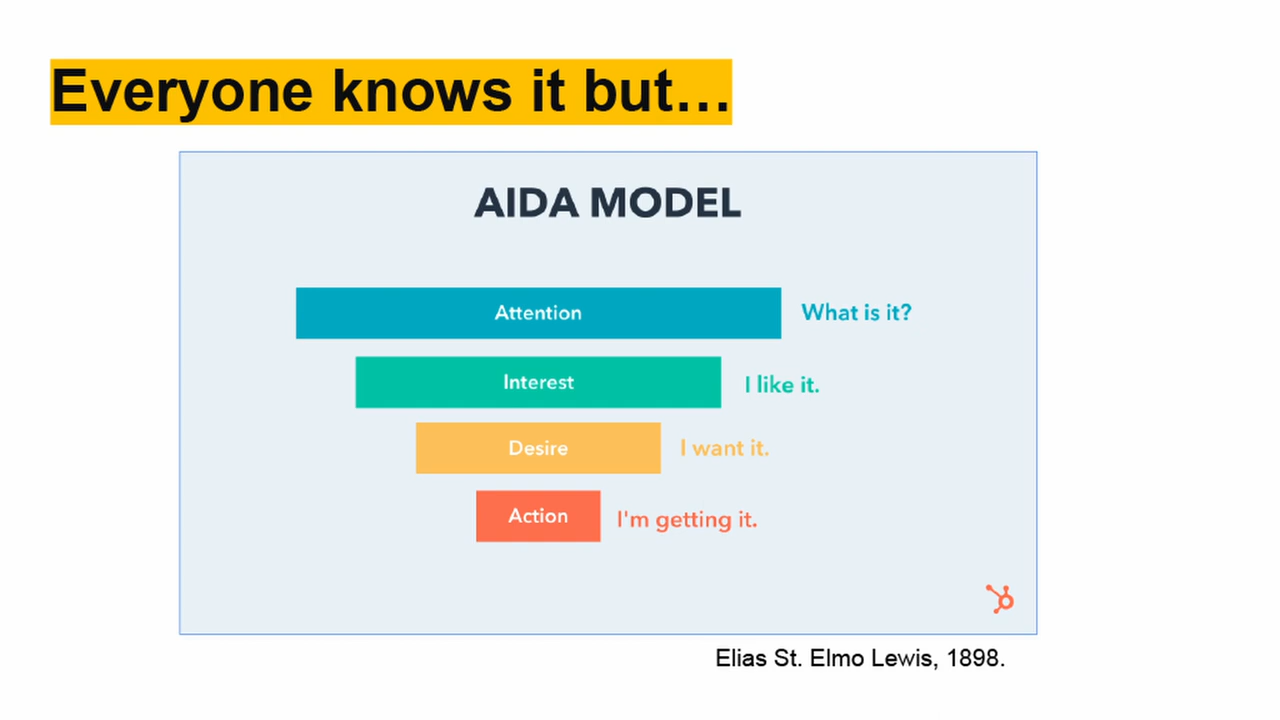 Everyone knows it but…
AIDA MODEL
Attention What is it?
Interest I like it.
Desire I want it.
Action I'm getting it.
Elias St. Elmo Lewis, 1898.